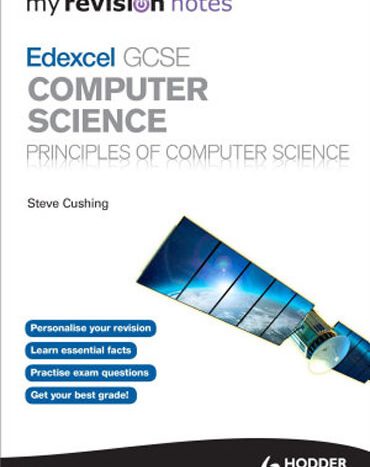 my revision notes
Edexcel GCSE
COMPUTER
SCIENCE
PRINCIPLES OF COMPUTER SCIENCE
Steve Cushing
Personalise your revision
Learn essential facts
Practise exam questions
Get your best grade!
HODDER